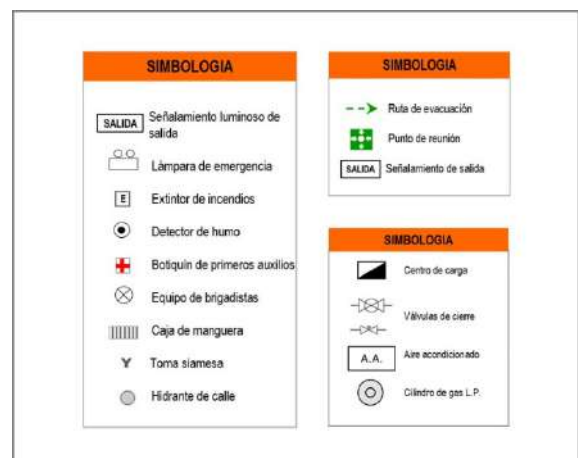 SIMBOLOGIA
SALIDA
Señalamiento luminoso de
salida
Lámpara de emergencia
E
Extintor de incendios
Detector de humo
Botiquín de primeros auxilios
Equipo de brigadistas
Caja de manguera
Y
Toma siamesa
Hidrante de calle
SIMBOLOGIA
Ruta de evacuación
Punto de reunión
SALIDA
Señalamiento de salida
SIMBOLOGIA
Centro de carga
Válvulas de cierre
A.A.
Aire acondicionado
Cilindro de gas L.P.